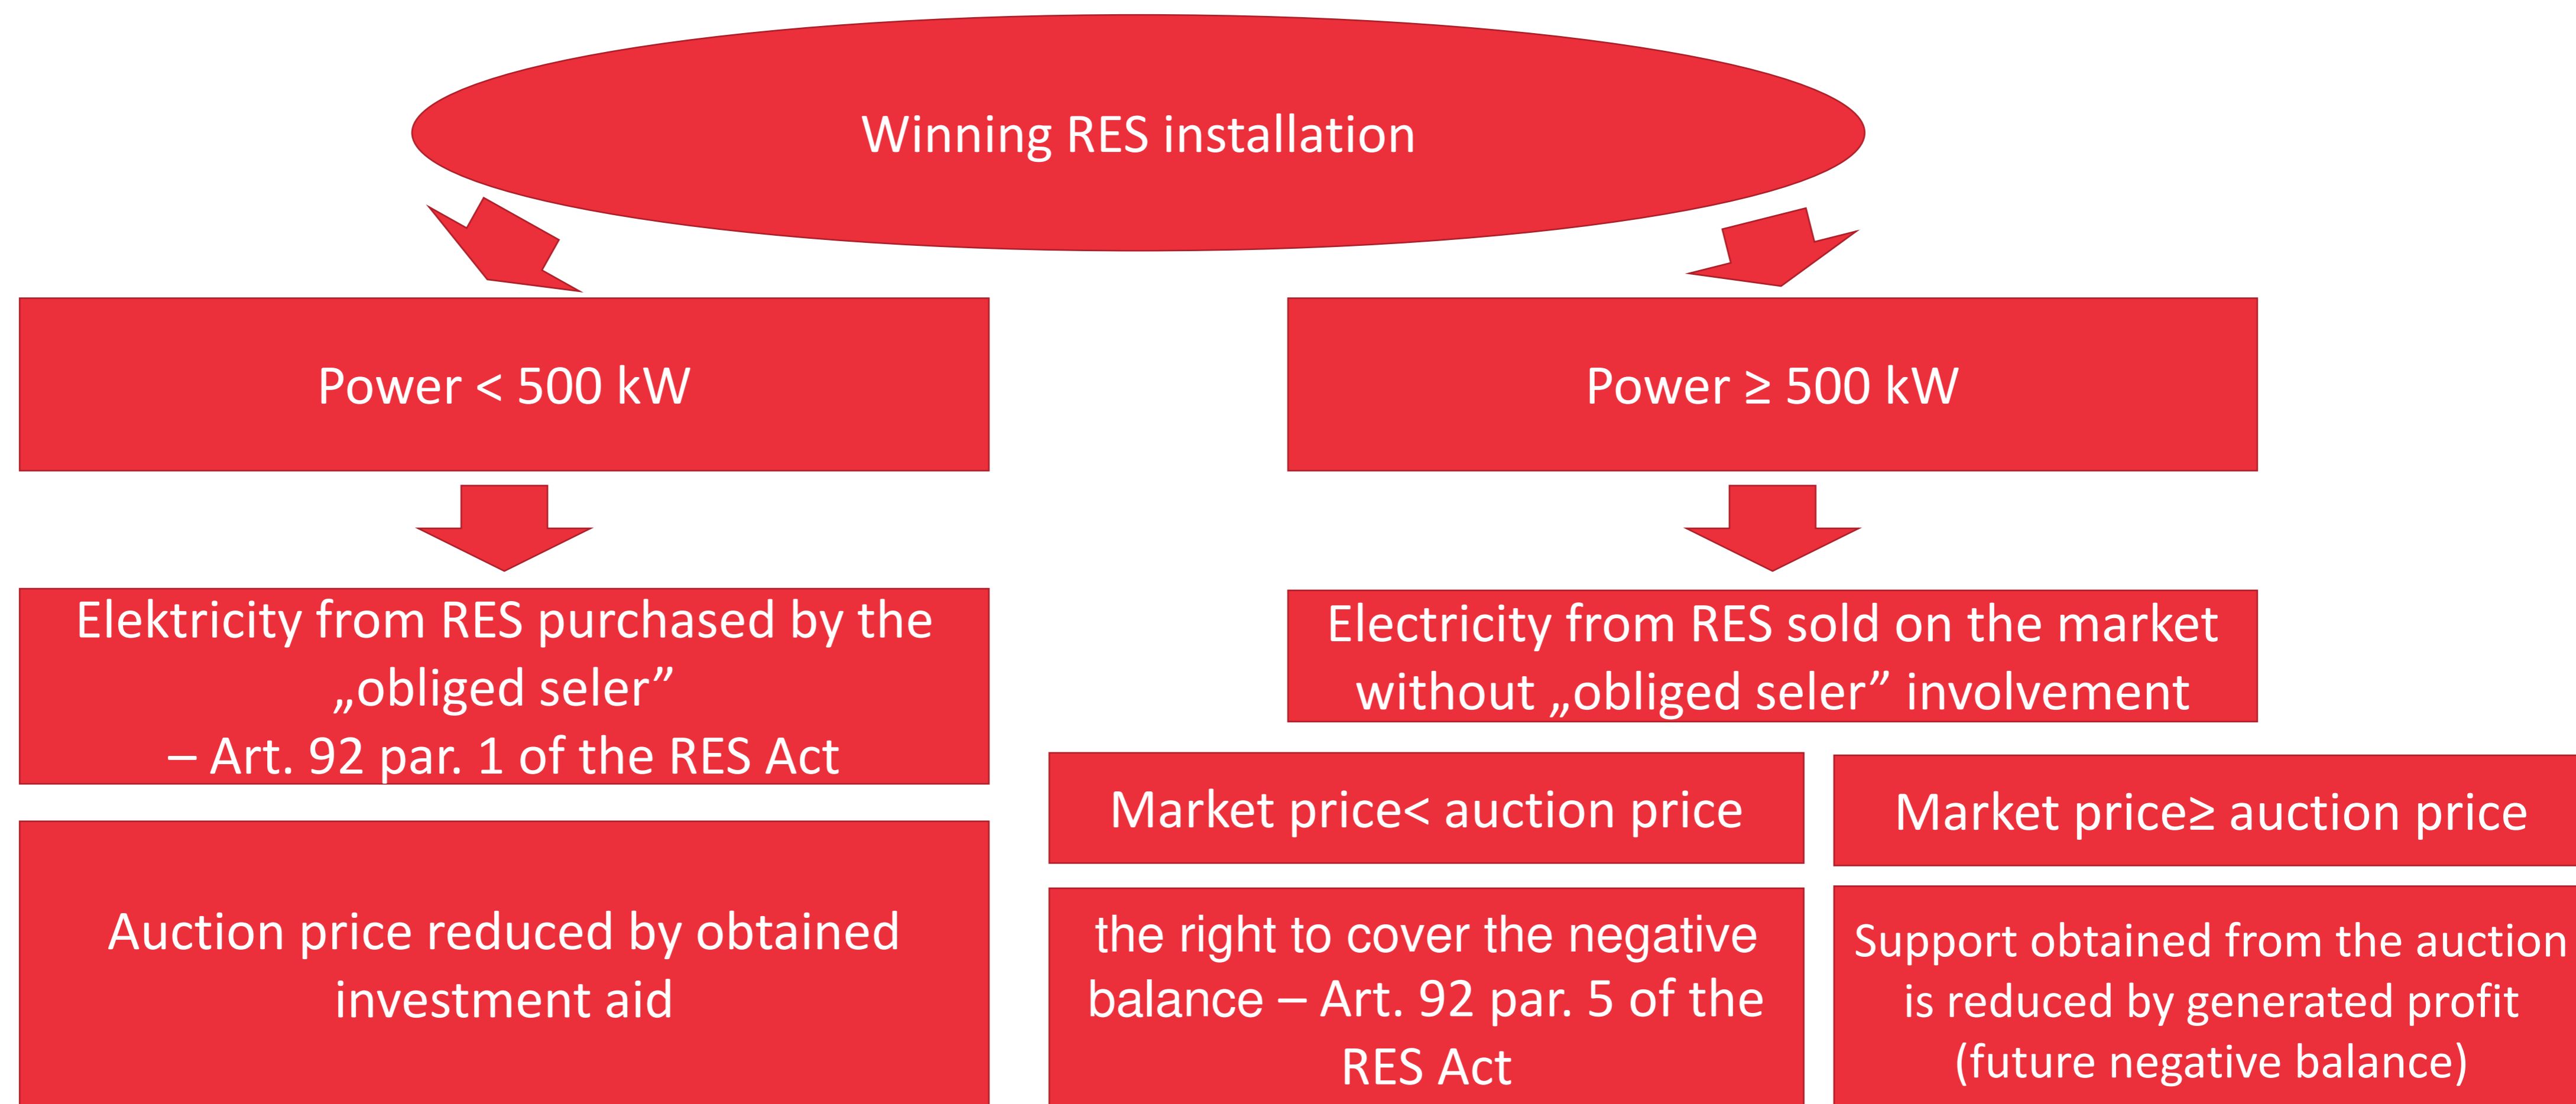 Winning RES installation
Power < 500 kW
Power ≥ 500 kW
Elektricity from RES purchased by the
„obliged seler”
– Art. 92 par. 1 of the RES Act
Electricity from RES sold on the market
without „obliged seler” involvement
Auction price reduced by obtained
investment aid
Market price< auction price
Market price≥ auction price
the right to cover the negative
balance – Art. 92 par. 5 of the
RES Act
Support obtained from the auction
is reduced by generated profit
(future negative balance)